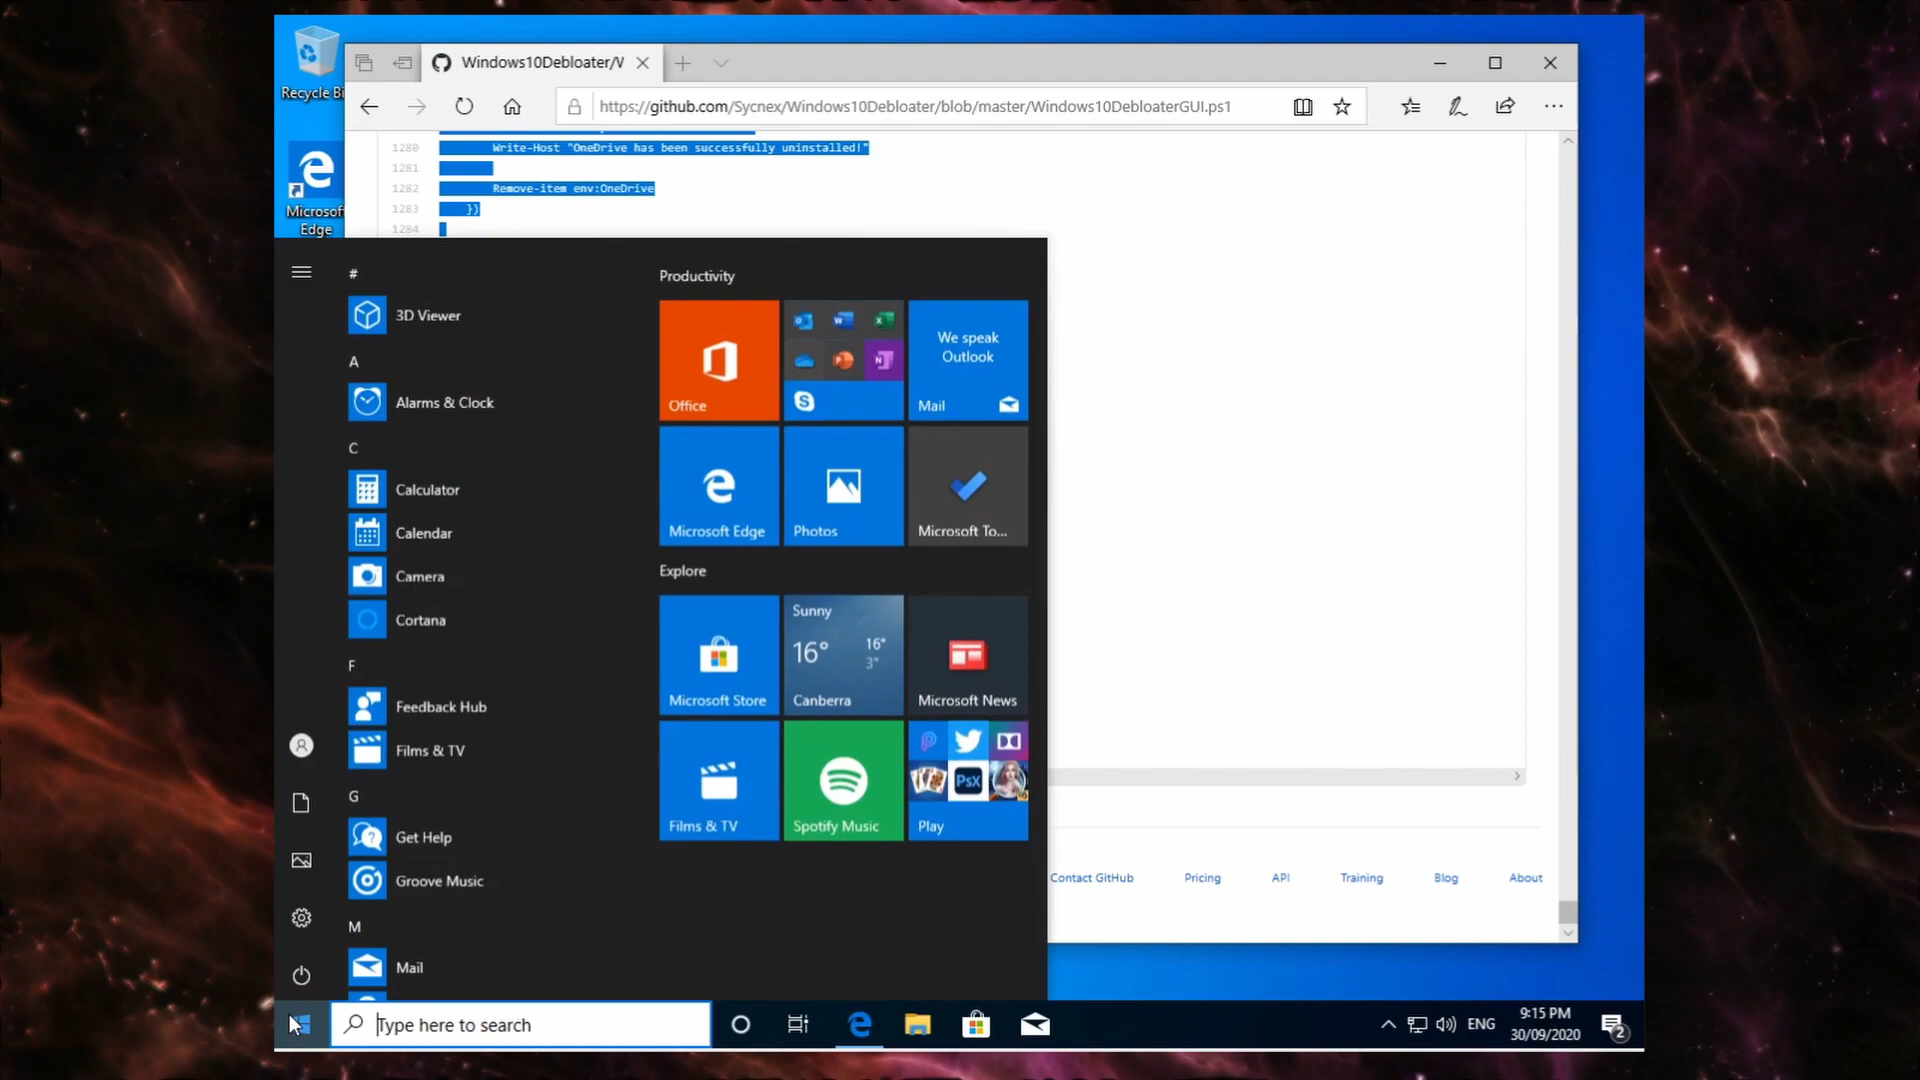 Recycle Bi
Microsof
Edge
Windows10Debloater/V
https://github.com/Sycnex/Windows10Debloater/blob/master/Windows10DebloaterGUI.ps1
1280 Write-Host "OneDrive has been successfully uninstalled!"
1281
1282 Remove-item env:OneDrive
1283 })
1284
#
3D Viewer
A
Alarms & Clock
C
Calculator
Calendar
Camera
Cortana
F
Feedback Hub
Films & TV
G
Get Help
Groove Music
M
Mail
Productivity
Office
We speak
Outlook
Mail
Microsoft Edge
Photos
Microsoft To...
Explore
Microsoft Store
Sunny
16° 16°
3°
Canberra
Microsoft News
Films & TV
Spotify Music
PsX
Play
Contact GitHub Pricing API Training Blog About
Type here to search
ENG
9:15 PM
30/09/2020
2